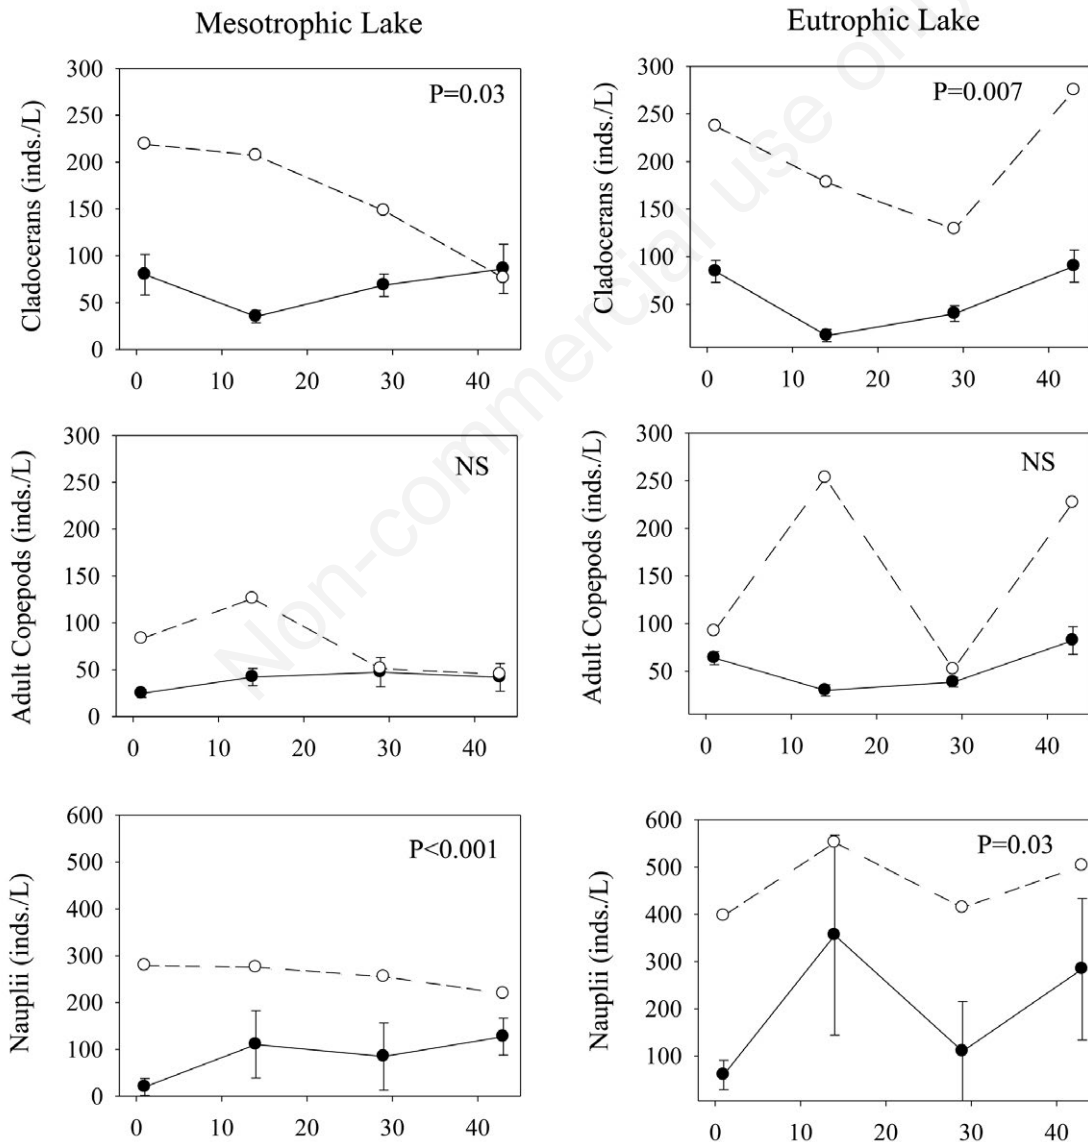 Mesotrophic Lake
Eutrophic Lake
Cladocerans (inds./L)
300
250
200
150
100
50
0
P=0.03
0 10 20 30 40
Cladocerans (inds./L)
300
250
200
150
100
50
P=0.007
0 10 20 30 40
Adult Copepods (inds./L)
300
250
200
150
100
50
0
NS
0 10 20 30 40
Adult Copepods (inds./L)
300
250
200
150
100
50
NS
0 10 20 30 40
Nauplii (inds./L)
600
500
400
300
200
100
0
P<0.001
0 10 20 30 40
Nauplii (inds./L)
600
500
400
300
200
100
P=0.03
0 10 20 30 40
Non-commercial use only